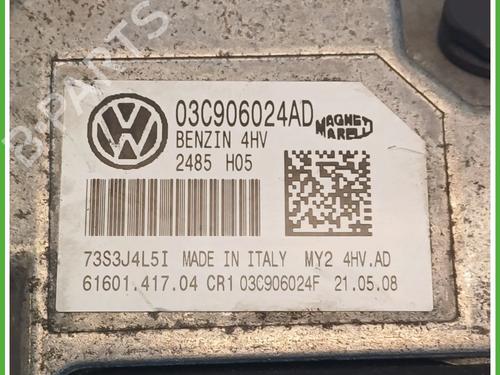 03C906024AD
MAGNETI MARELLI
BENZIN 4HV
2485 H05
73S3J4L5I MADE IN ITALY MY2 4HV.AD
61601.417.04 CR1 03C906024F 21.05.08
B-PARTS